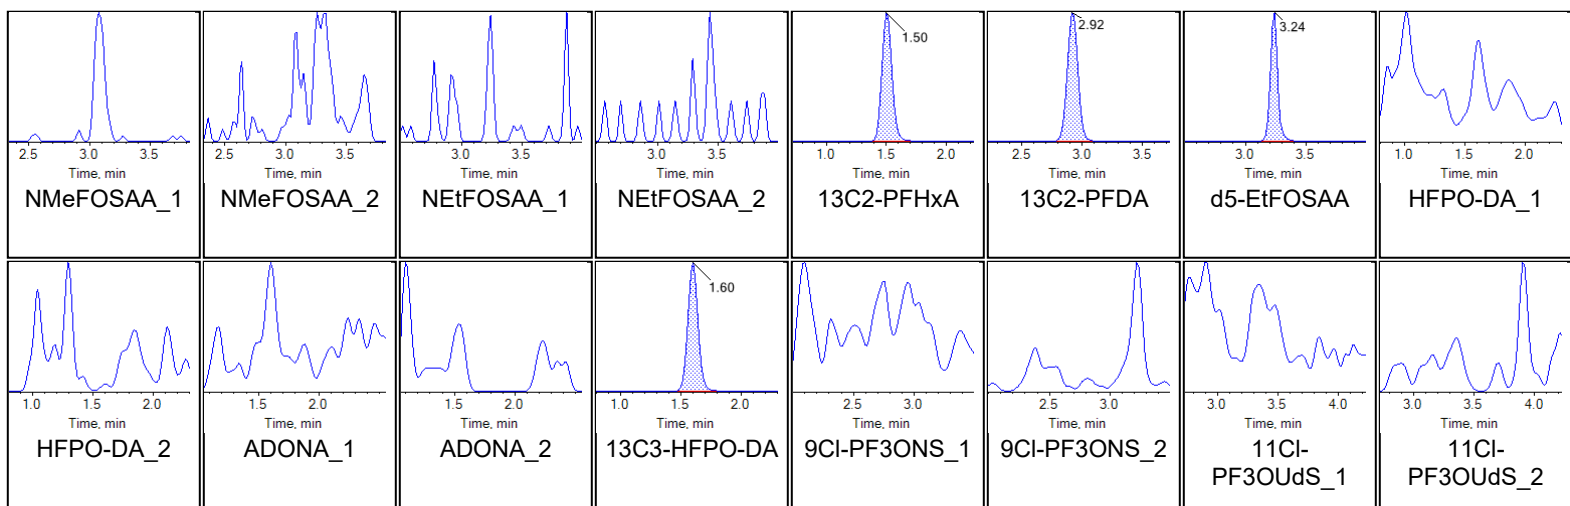 1.50
2.92
3.24
2.5 3.0 3.5
2.5 3.0 3.5
3.0 3.5
3.0 3.5
1.0 1.5 2.0
2.5 3.0 3.5
3.0 3.5
1.0 1.5 2.0
Time, min
Time, min
Time, min
Time, min
Time, min
Time, min
Time, min
Time, min
NMeFOSAA_1
NMeFOSAA_2
NEtFOSAA_1
NEtFOSAA_2
13C2-PFHxA
13C2-PFDA
d5-EtFOSAA
HFPO-DA_1
1.60
1.0 1.5 2.0
1.5 2.0
1.5 2.0
1.0 1.5 2.0
2.5 3.0
2.5 3.0
3.0 3.5 4.0
3.0 3.5 4.0
Time, min
Time, min
Time, min
Time, min
Time, min
Time, min
Time, min
Time, min
HFPO-DA_2
ADONA_1
ADONA_2
13C3-HFPO-DA
9Cl-PF3ONS_1
9Cl-PF3ONS_2
11Cl-
PF3OUdS_1
11Cl-
PF3OUdS_2